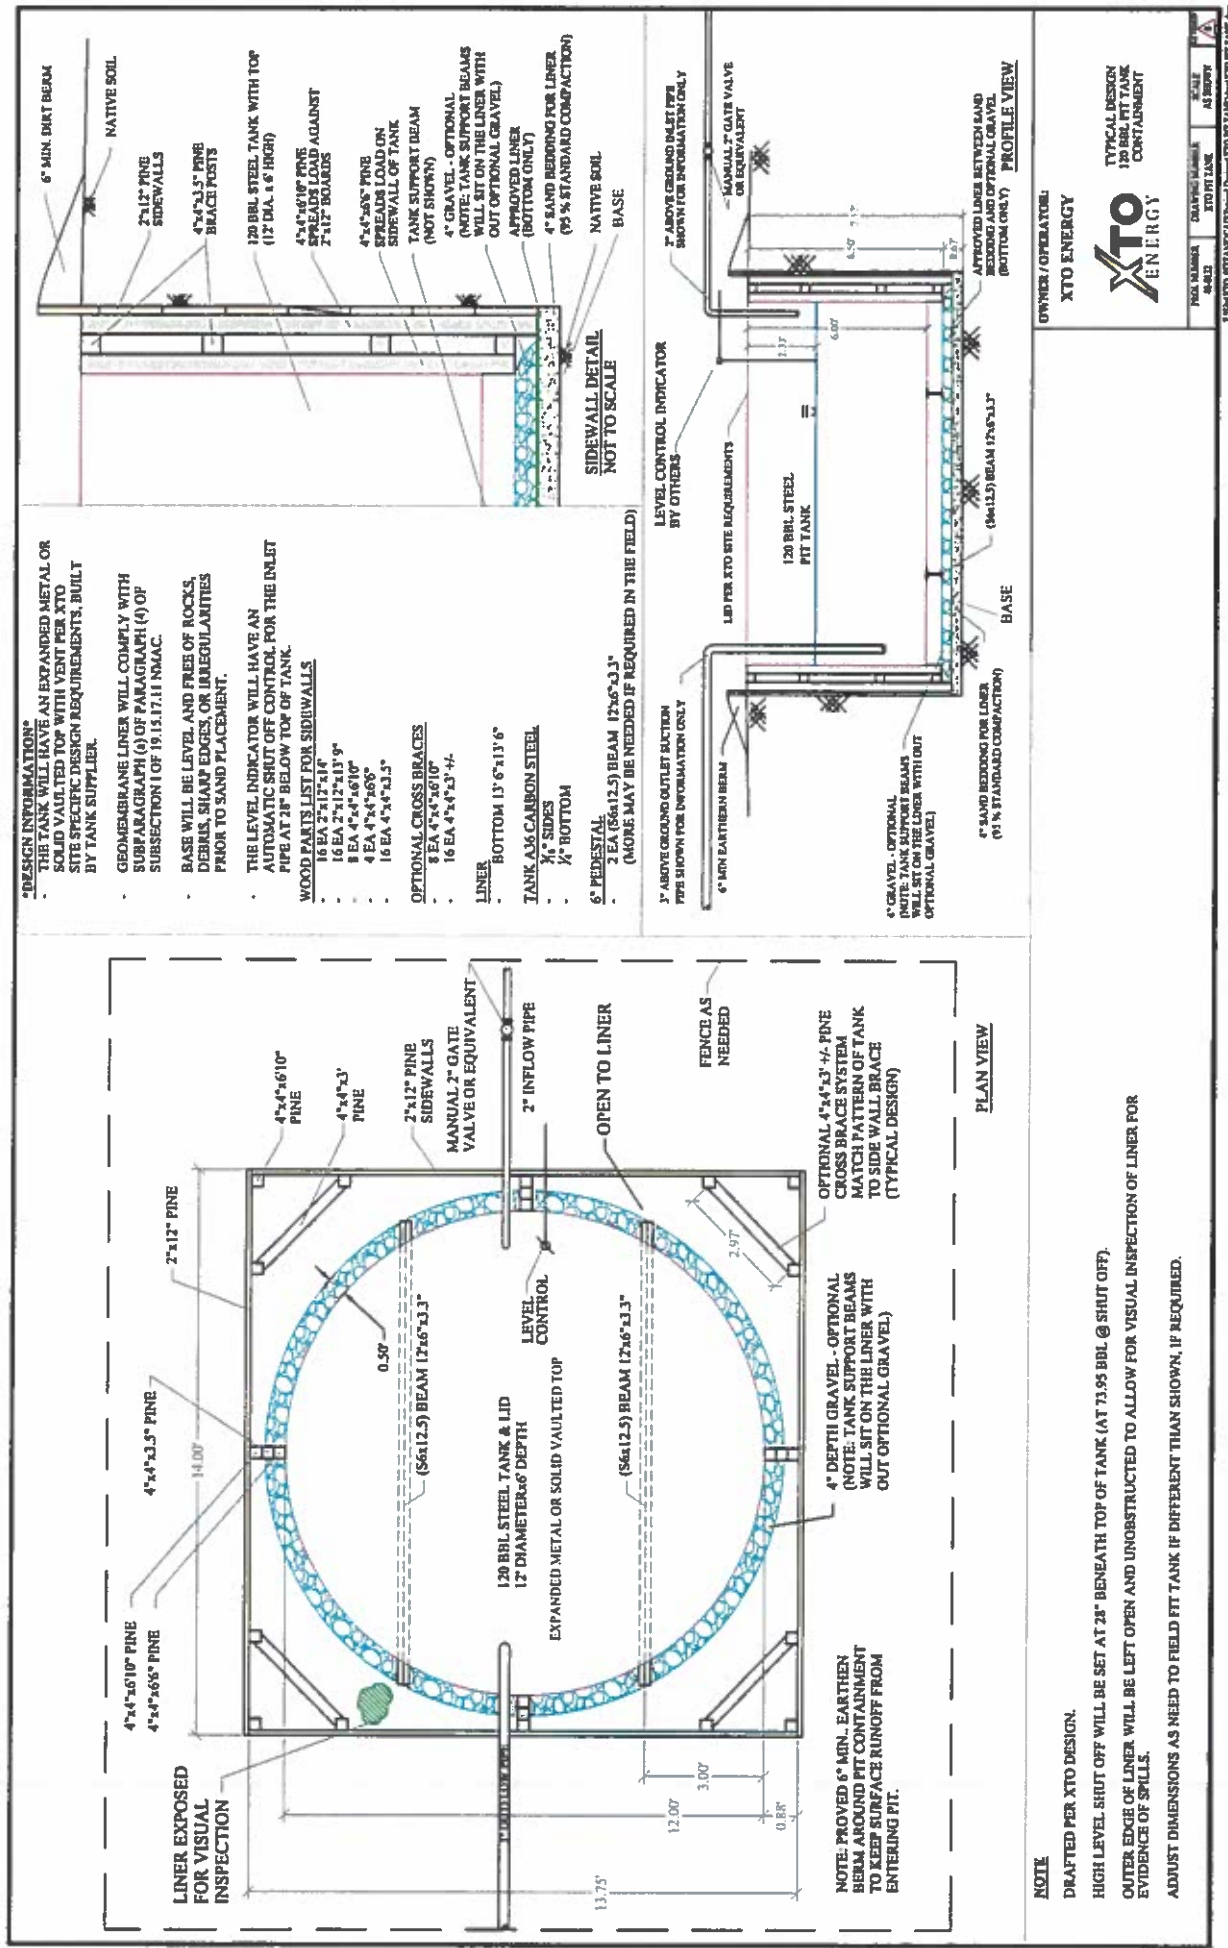 *DESIGN INFORMATION*
- THE TANK WILL HAVE AN EXPANDED METAL OR
SOLID VAULTED TOP WITH VENT PER XTO
SITE SPECIFIC DESIGN REQUIREMENTS, BUILT
BY TANK SUPPLIER.
- GEOMEMBRANE LINER WILL COMPLY WITH
SUBPARAGRAPH (a) OF PARAGRAPH (4) OF
SUBSECTION I OF 19.15.17.11 NMAC.
- BASE WILL BE LEVEL AND FREE OF ROCKS,
DEBRIS, SHARP EDGES, OR IRREGULARITIES
PRIOR TO SAND PLACEMENT.
- THE LEVEL INDICATOR WILL HAVE AN
AUTOMATIC SHUT OFF CONTROL FOR THE INLET
PIPE AT 28" BELOW TOP OF TANK.
WOOD PARTS LIST FOR SIDEWALLS
- 16 EA 2"x12"x14'
- 16 EA 2"x12"x13'9"
- 8 EA 4"x4"x6'10"
- 4 EA 4"x4"x6'6"
- 16 EA 4"x4"x3.5"
OPTIONAL CROSS BRACES
- 8 EA 4"x4"x6'10"
- 16 EA 4"x4"x3' +/-
LINER
- BOTTOM 13' 6"x13' 6"
TANK A36 CARBON STEEL
SIDES
- ¼" BOTTOM
6" PEDESTAL
- 2 EA (S6x12.5) BEAM 12'x6"x3.3"
(MORE MAY BE NEEDED IF REQUIRED IN THE FIELD)
6" MIN. DIRT BERM
NATIVE SOIL
2"x12" PINE
SIDEWALLS
4"x4"x3.5" PINE
BRACE POSTS
120 BBL STEEL TANK WITH TOP
(12' DIA. x 6' HIGH)
4"x4"x6'10" PINE
SPREADS LOAD AGAINST
2"x12" BOARDS
4"x4"x6'6" PINE
SPREADS LOAD ON
SIDEWALL OF TANK
TANK SUPPORT BEAM
(NOT SHOWN)
4" GRAVEL - OPTIONAL
(NOTE: TANK SUPPORT BEAMS
WILL SIT ON THE LINER WITH
OUT OPTIONAL GRAVEL)
APPROVED LINER
(BOTTOM ONLY)
4" SAND BEDDING FOR LINER
(95 % STANDARD COMPACTION)
NATIVE SOIL
BASE
SIDEWALL DETAIL
NOT TO SCALE
LINER EXPOSED
FOR VISUAL
INSPECTION
4"x4"x6'10" PINE
4"x4"x6'6" PINE
4"x4"x3.5" PINE
14.00'
2"x12" PINE
4"x4"x6'10"
PINE
4"x4"x3'
PINE
2"x12" PINE
SIDEWALLS
MANUAL 2" GATE
VALVE OR EQUIVALENT
2" INFLOW PIPE
OPEN TO LINER
FENCE AS
NEEDED
0.50'
(S6x12.5) BEAM 12'x6"x3.3"
120 BBL STEEL TANK & LID
12' DIAMETERx6' DEPTH
EXPANDED METAL OR SOLID VAULTED TOP
LEVEL
CONTROL
(S6x12.5) BEAM 12'x6"x3.3"
2.97'
13.75'
12.00'
3.00'
0.88'
OPTIONAL 4"x4"x3' +/- PINE
CROSS BRACE SYSTEM
MATCH PATTERN OF TANK
TO SIDE WALL BRACE
(TYPICAL DESIGN)
4" DEPTH GRAVEL - OPTIONAL
(NOTE: TANK SUPPORT BEAMS
WILL SIT ON THE LINER WITH
OUT OPTIONAL GRAVEL)
NOTE: PROVED 6" MIN.. EARTHEN
BERM AROUND PIT CONTAINMENT
TO KEEP SURFACE RUNOFF FROM
ENTERING PIT.
PLAN VIEW
3" ABOVE GROUND OUTLET SUCTION
PIPE SHOWN FOR INFORMATION ONLY
6" MIN EARTHERN BERM
LEVEL CONTROL INDICATOR
BY OTHERS
LID PER XTO SITE REQUIREMENTS
120 BBL STEEL
PIT TANK
2" ABOVE GROUND INLET PIPE
SHOWN FOR INFORMATION ONLY
MANUAL 2" GATE VALVE
OR EQUIVALENT
2.33'
6.00'
6.50'
0.67'
4" GRAVEL - OPTIONAL
(NOTE: TANK SUPPORT BEAMS
WILL SIT ON THE LINER WITH OUT
OPTIONAL GRAVEL)
4" SAND BEDDING FOR LINER
(95 % STANDARD COMPACTION)
BASE
(S6x12.5) BEAM 12'x6"x3.3"
APPROVED LINER BETWEEN SAND
BEDDING AND OPTIONAL GRAVEL
(BOTTOM ONLY)
PROFILE VIEW
NOTE
DRAFTED PER XTO DESIGN.
HIGH LEVEL SHUT OFF WILL BE SET AT 28" BENEATH TOP OF TANK (AT 73.95 BBL @ SHUT OFF).
OUTER EDGE OF LINER WILL BE LEFT OPEN AND UNOBSTRUCTED TO ALLOW FOR VISUAL INSPECTION OF LINER FOR
EVIDENCE OF SPILLS.
ADJUST DIMENSIONS AS NEED TO FIELD FIT TANK IF DIFFERENT THAN SHOWN, IF REQUIRED.
OWNER / OPERATOR:
XTO ENERGY
XTO
ENERGY
TYPICAL DESIGN
120 BBL PIT TANK
CONTAINMENT
DRAWING NUMBER
XTO PIT TANK
SCALE
AS SHOWN